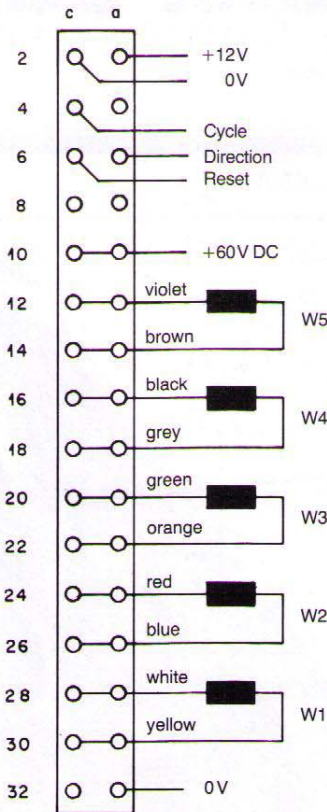 c a
2 +12V
0V
4
Cycle
6 Direction
Reset
8
10 +60V DC
violet
12
W5
brown
14
black
16
W4
grey
18
green
20
W3
orange
22
red
24
W2
blue
26
white
28
W1
yellow
30
32 0V